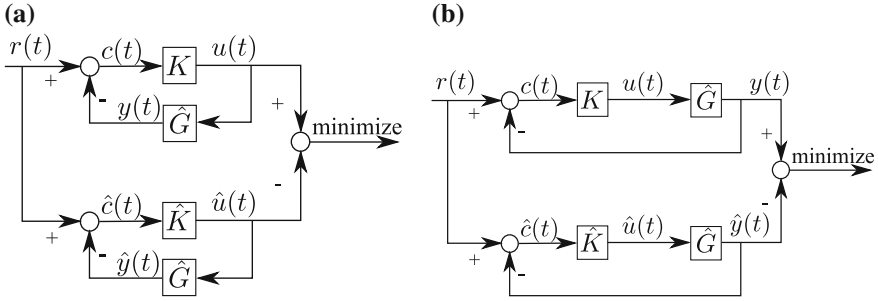 (a)
r(t)
+
c(t)
K
u(t)
-
y(t)
Ĝ
+
minimize
-
ĉ(t)
K̂
û(t)
+
-
ŷ(t)
Ĝ
(b)
r(t)
+
c(t)
K
u(t)
Ĝ
y(t)
-
+
minimize
-
ĉ(t)
K̂
û(t)
Ĝ
ŷ(t)
+
-